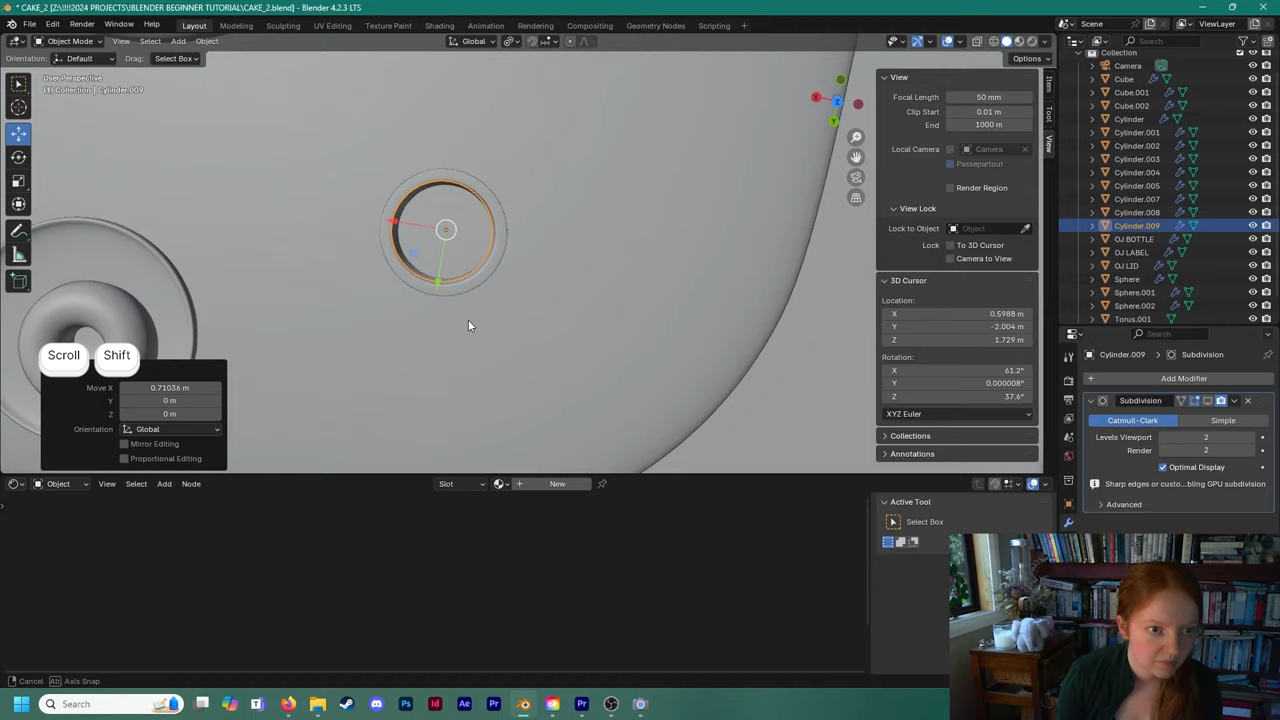 * CAKE_2 [Z:\!!!!2024 PROJECTS\BLENDER BEGINNER TUTORIAL\CAKE_2.blend] - Blender 4.2.3 LTS
File Edit Render Window Help Layout Modeling Sculpting UV Editing Texture Paint Shading Animation Rendering Compositing Geometry Nodes Scripting + Scene ViewLayer
Object Mode View Select Add Object Global Search
Orientation: Default Drag: Select Box Options
User Perspective
(1) Collection | Cylinder.009
X
Y
Z
View
Focal Length 50 mm
Clip Start 0.01 m
End 1000 m
Local Camera Camera
Passepartout
Render Region
View Lock
Lock to Object Object
Lock To 3D Cursor
Camera to View
3D Cursor
Location:
X 0.5988 m
Y -2.004 m
Z 1.729 m
Rotation:
X 61.2°
Y 0.000008°
Z 37.6°
XYZ Euler
Collections
Annotations
Item
Tool
View
Collection
Camera
Cube
Cube.001
Cube.002
Cylinder
Cylinder.001
Cylinder.002
Cylinder.003
Cylinder.004
Cylinder.005
Cylinder.007
Cylinder.008
Cylinder.009
OJ BOTTLE
OJ LABEL
OJ LID
Sphere
Sphere.001
Sphere.002
Torus.001
Search
Cylinder.009 Subdivision
Add Modifier
Subdivision
Catmull-Clark Simple
Levels Viewport 2
Render 2
Optimal Display
Sharp edges or custo...bling GPU subdivision
Advanced
Scroll Shift
Move X 0.71036 m
Y 0 m
Z 0 m
Orientation Global
Mirror Editing
Proportional Editing
Object View Select Add Node Slot New
Active Tool
Select Box
Cancel Alt Axis Snap
Search